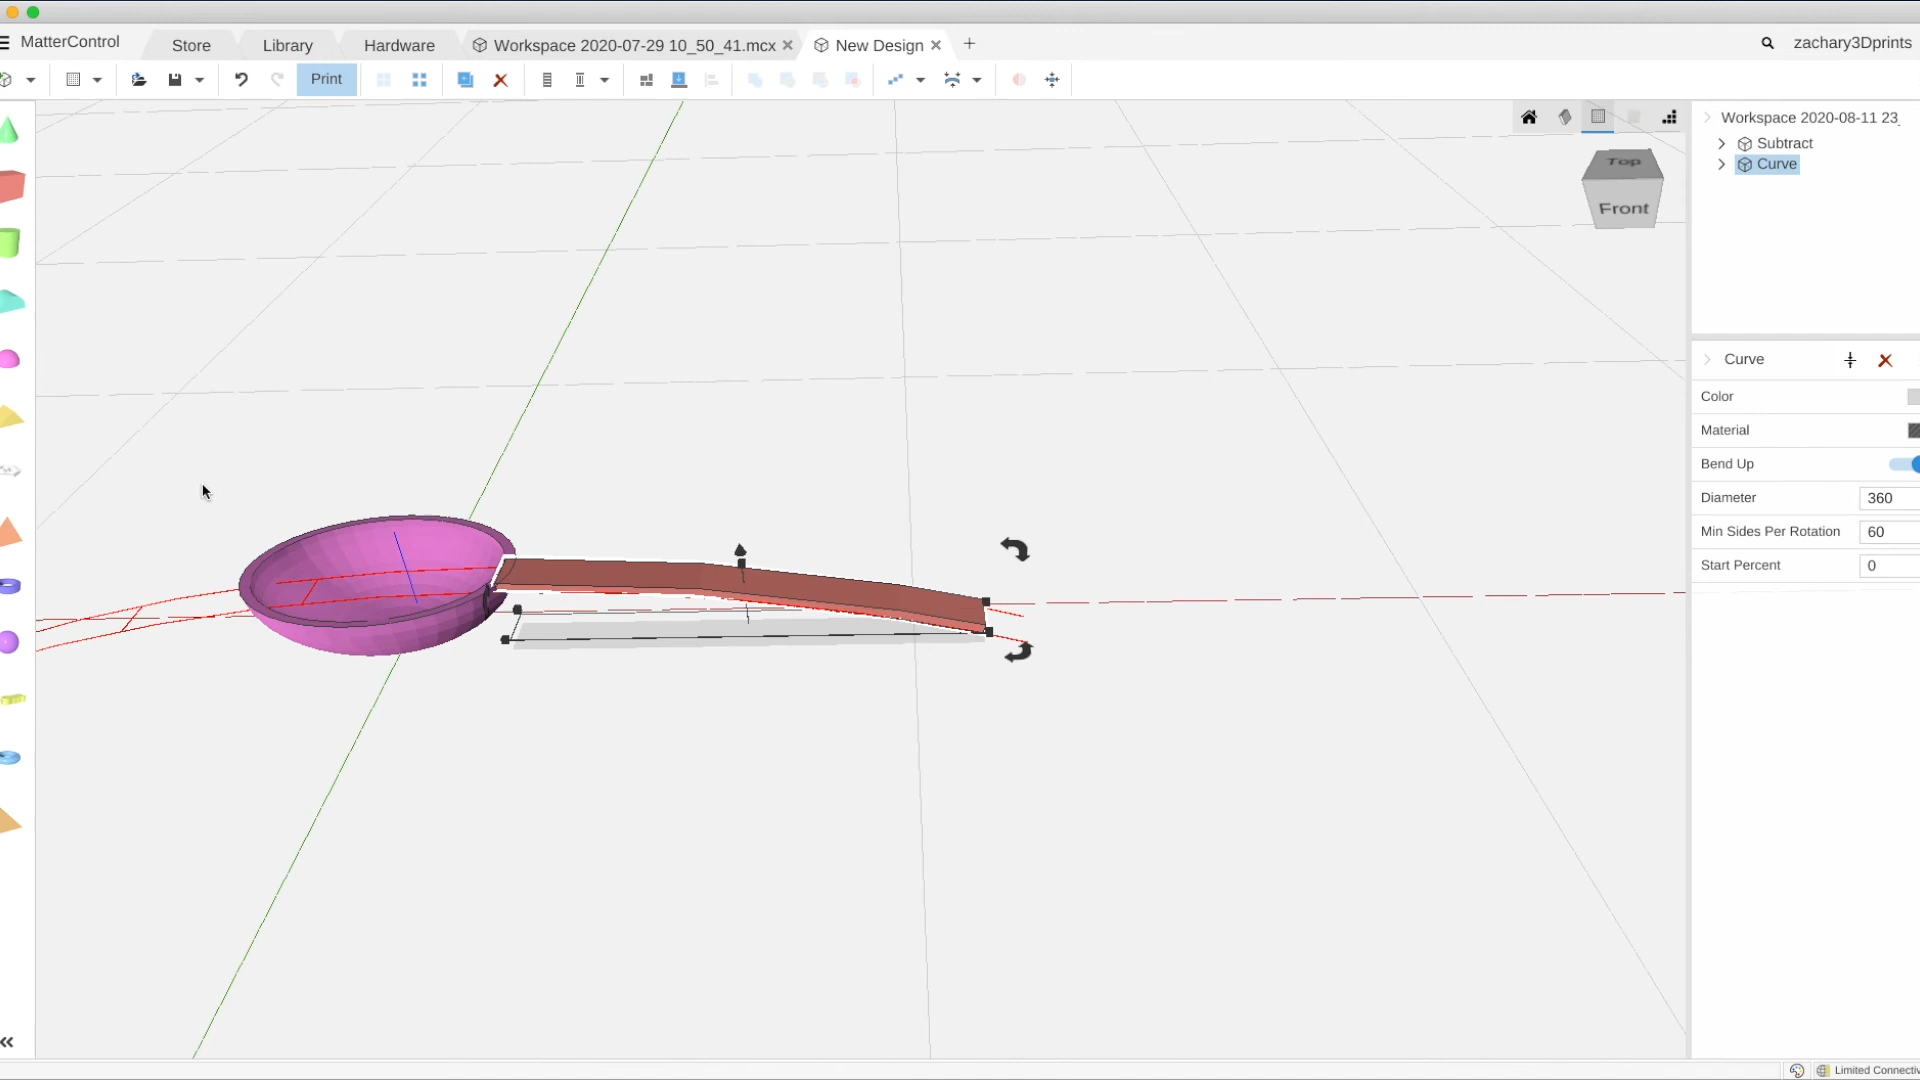 MatterControl
Store
Library
Hardware
Workspace 2020-07-29 10_50_41.mcx
New Design
zachary3Dprints
Print
Workspace 2020-08-11 23_
Subtract
Curve
Top
Front
Curve
Color
Material
Bend Up
Diameter 360
Min Sides Per Rotation 60
Start Percent 0
Limited Connectiv